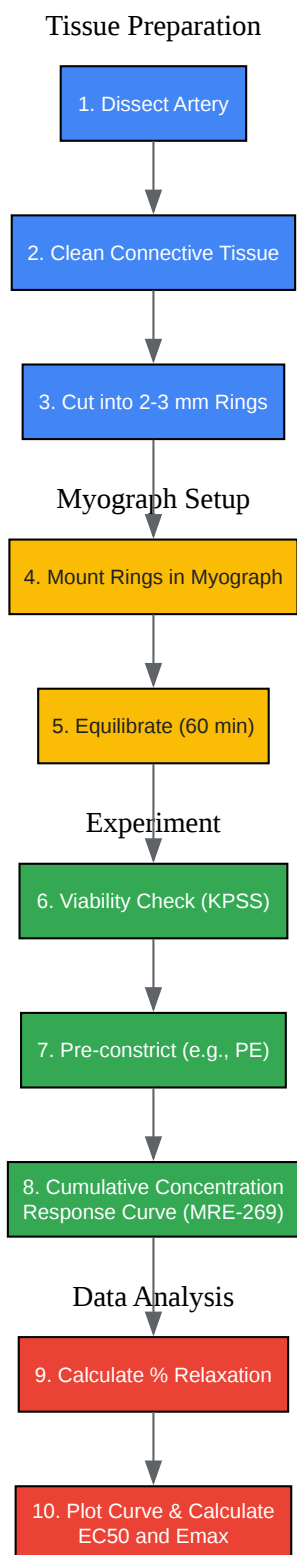 Tissue Preparation
1. Dissect Artery
2. Clean Connective Tissue
3. Cut into 2-3 mm Rings
Myograph Setup
4. Mount Rings in Myograph
5. Equilibrate (60 min)
Experiment
6. Viability Check (KPSS)
7. Pre-constrict (e.g., PE)
8. Cumulative Concentration
Response Curve (MRE-269)
Data Analysis
9. Calculate % Relaxation
10. Plot Curve & Calculate
EC50 and Emax